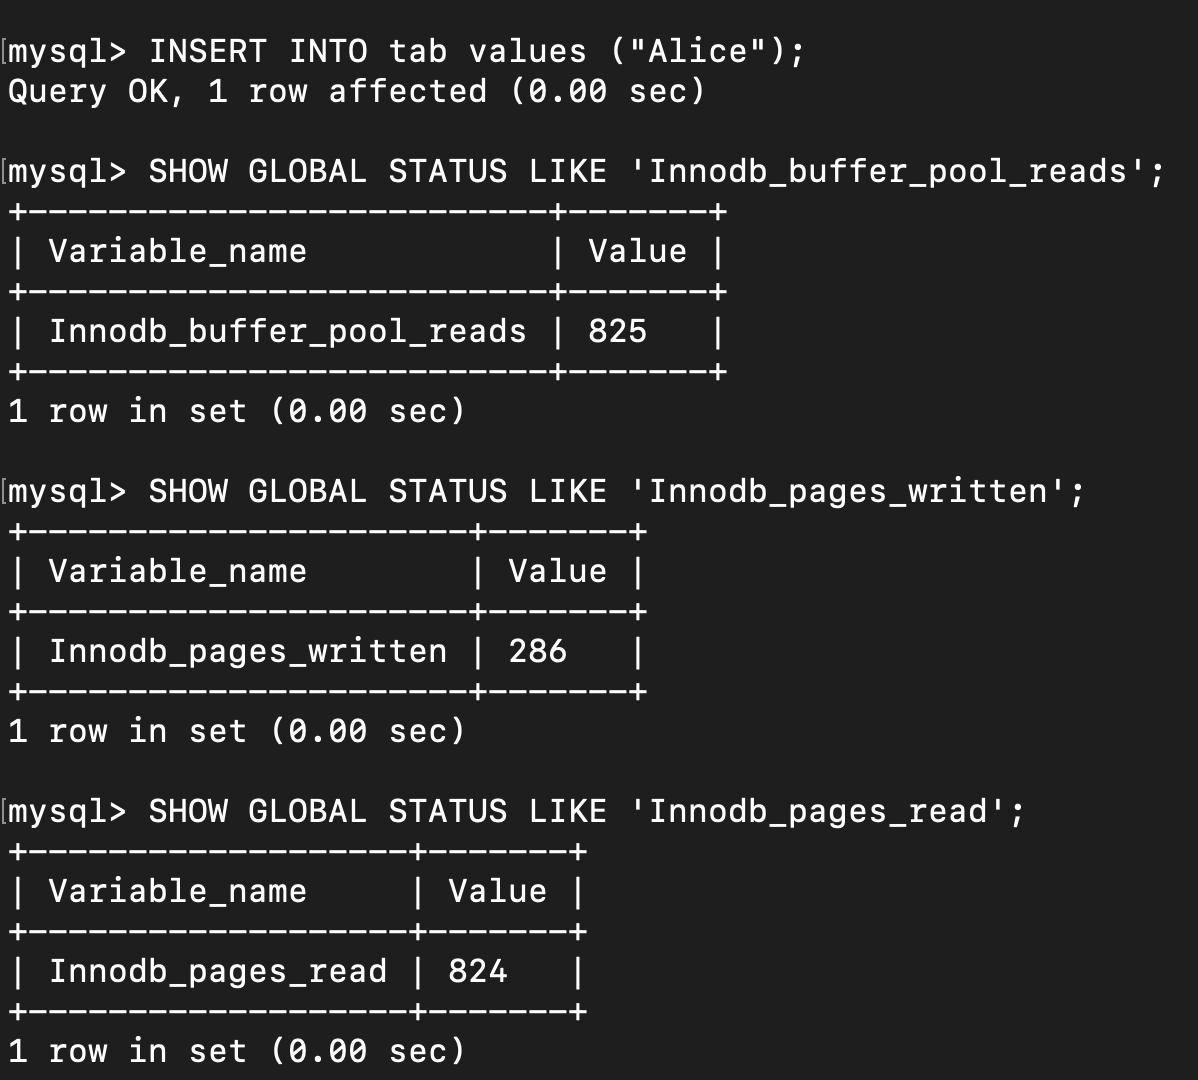 mysql> INSERT INTO tab values ("Alice");
Query OK, 1 row affected (0.00 sec)
mysql> SHOW GLOBAL STATUS LIKE 'Innodb_buffer_pool_reads';
+--------------------------+-------+
| Variable_name            | Value |
+--------------------------+-------+
| Innodb_buffer_pool_reads | 825   |
+--------------------------+-------+
1 row in set (0.00 sec)
mysql> SHOW GLOBAL STATUS LIKE 'Innodb_pages_written';
+----------------------+-------+
| Variable_name        | Value |
+----------------------+-------+
| Innodb_pages_written | 286   |
+----------------------+-------+
1 row in set (0.00 sec)
mysql> SHOW GLOBAL STATUS LIKE 'Innodb_pages_read';
+-------------------+-------+
| Variable_name     | Value |
+-------------------+-------+
| Innodb_pages_read | 824   |
+-------------------+-------+
1 row in set (0.00 sec)